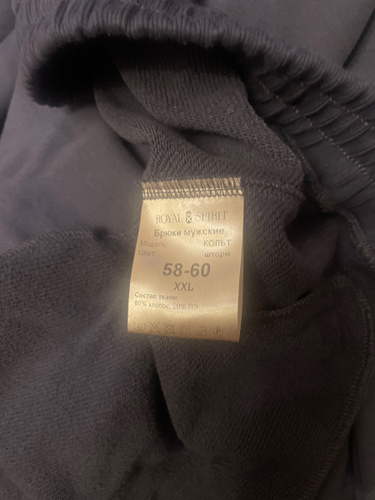 ROYAL SPIRIT
Брюки мужские
Модель КОЛЬТ
Цвет шторм
58-60
XXL
Состав ткани:
80% хлопок, 20% ПЭ